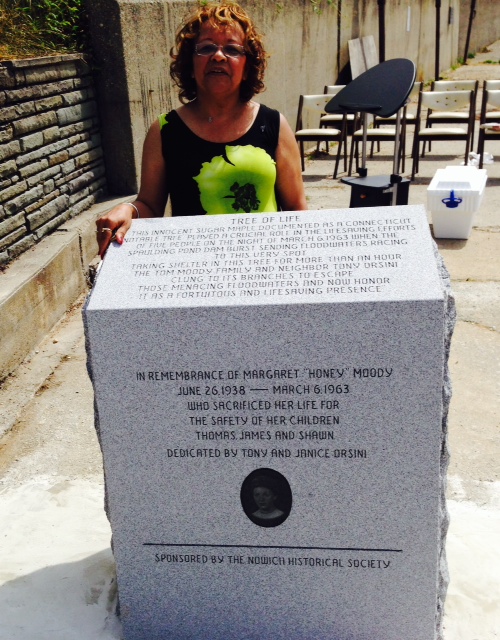 TREE OF LIFE
THIS INNOCENT SUGAR MAPLE, DOCUMENTED AS A CONNECTICUT
NOTABLE TREE, PLAYED A CRUCIAL ROLE IN THE LIFESAVING EFFORTS
OF FIVE PEOPLE ON THE NIGHT OF MARCH 6, 1963 WHEN THE
SPAULDING POND DAM BURST, SENDING FLOODWATERS RACING
TO THIS VERY SPOT
TAKING SHELTER IN THIS TREE FOR MORE THAN AN HOUR
THE TOM MOODY FAMILY AND NEIGHBOR TONY ORSINI
CLUNG TO ITS BRANCHES TO ESCAPE
THOSE MENACING FLOODWATERS AND NOW HONOR
IT AS A FORTUITOUS AND LIFESAVING PRESENCE
IN REMEMBRANCE OF MARGARET "HONEY" MOODY
JUNE 26, 1938 — MARCH 6, 1963
WHO SACRIFICED HER LIFE FOR
THE SAFETY OF HER CHILDREN
THOMAS, JAMES AND SHAWN
DEDICATED BY TONY AND JANICE ORSINI
SPONSORED BY THE NOWICH HISTORICAL SOCIETY